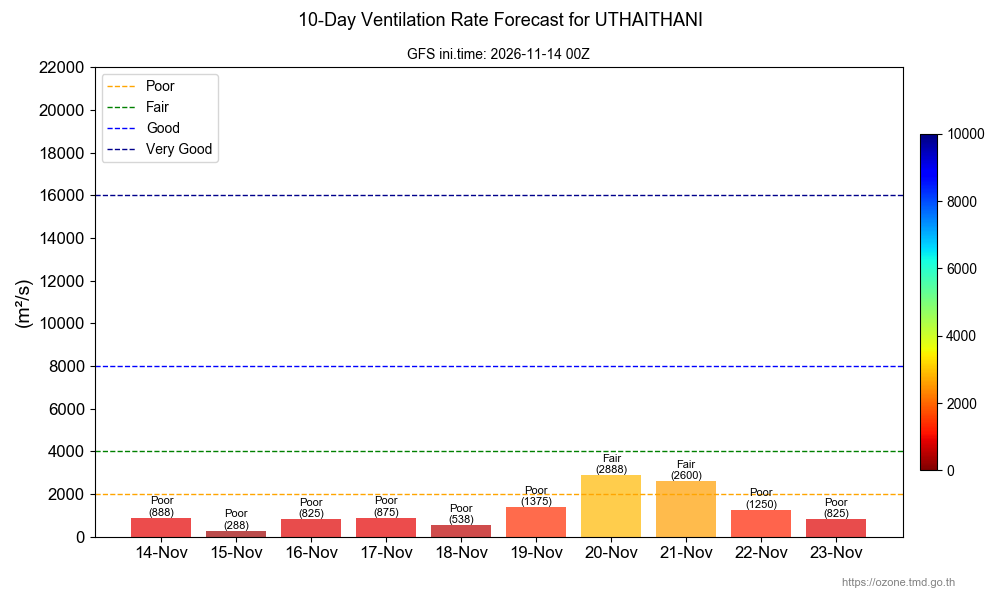 10-Day Ventilation Rate Forecast for UTHAITHANI
GFS ini.time: 2026-11-14 00Z
(m²/s)
22000
20000
18000
16000
14000
12000
10000
8000
6000
4000
2000
0
Poor
Fair
Good
Very Good
Poor
(888)
Poor
(288)
Poor
(825)
Poor
(875)
Poor
(538)
Poor
(1375)
Fair
(2888)
Fair
(2600)
Poor
(1250)
Poor
(825)
14-Nov 15-Nov 16-Nov 17-Nov 18-Nov 19-Nov 20-Nov 21-Nov 22-Nov 23-Nov
10000
8000
6000
4000
2000
0
https://ozone.tmd.go.th